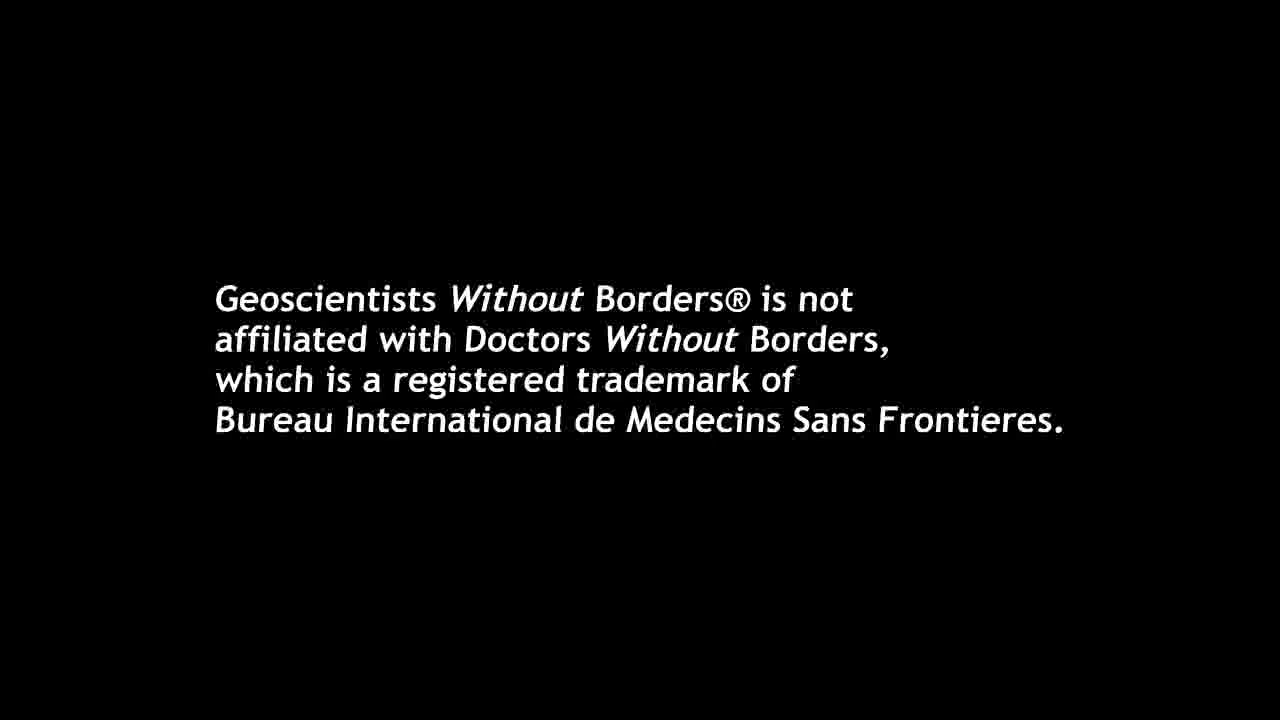 Geoscientists Without Borders® is not
affiliated with Doctors Without Borders,
which is a registered trademark of
Bureau International de Medecins Sans Frontieres.